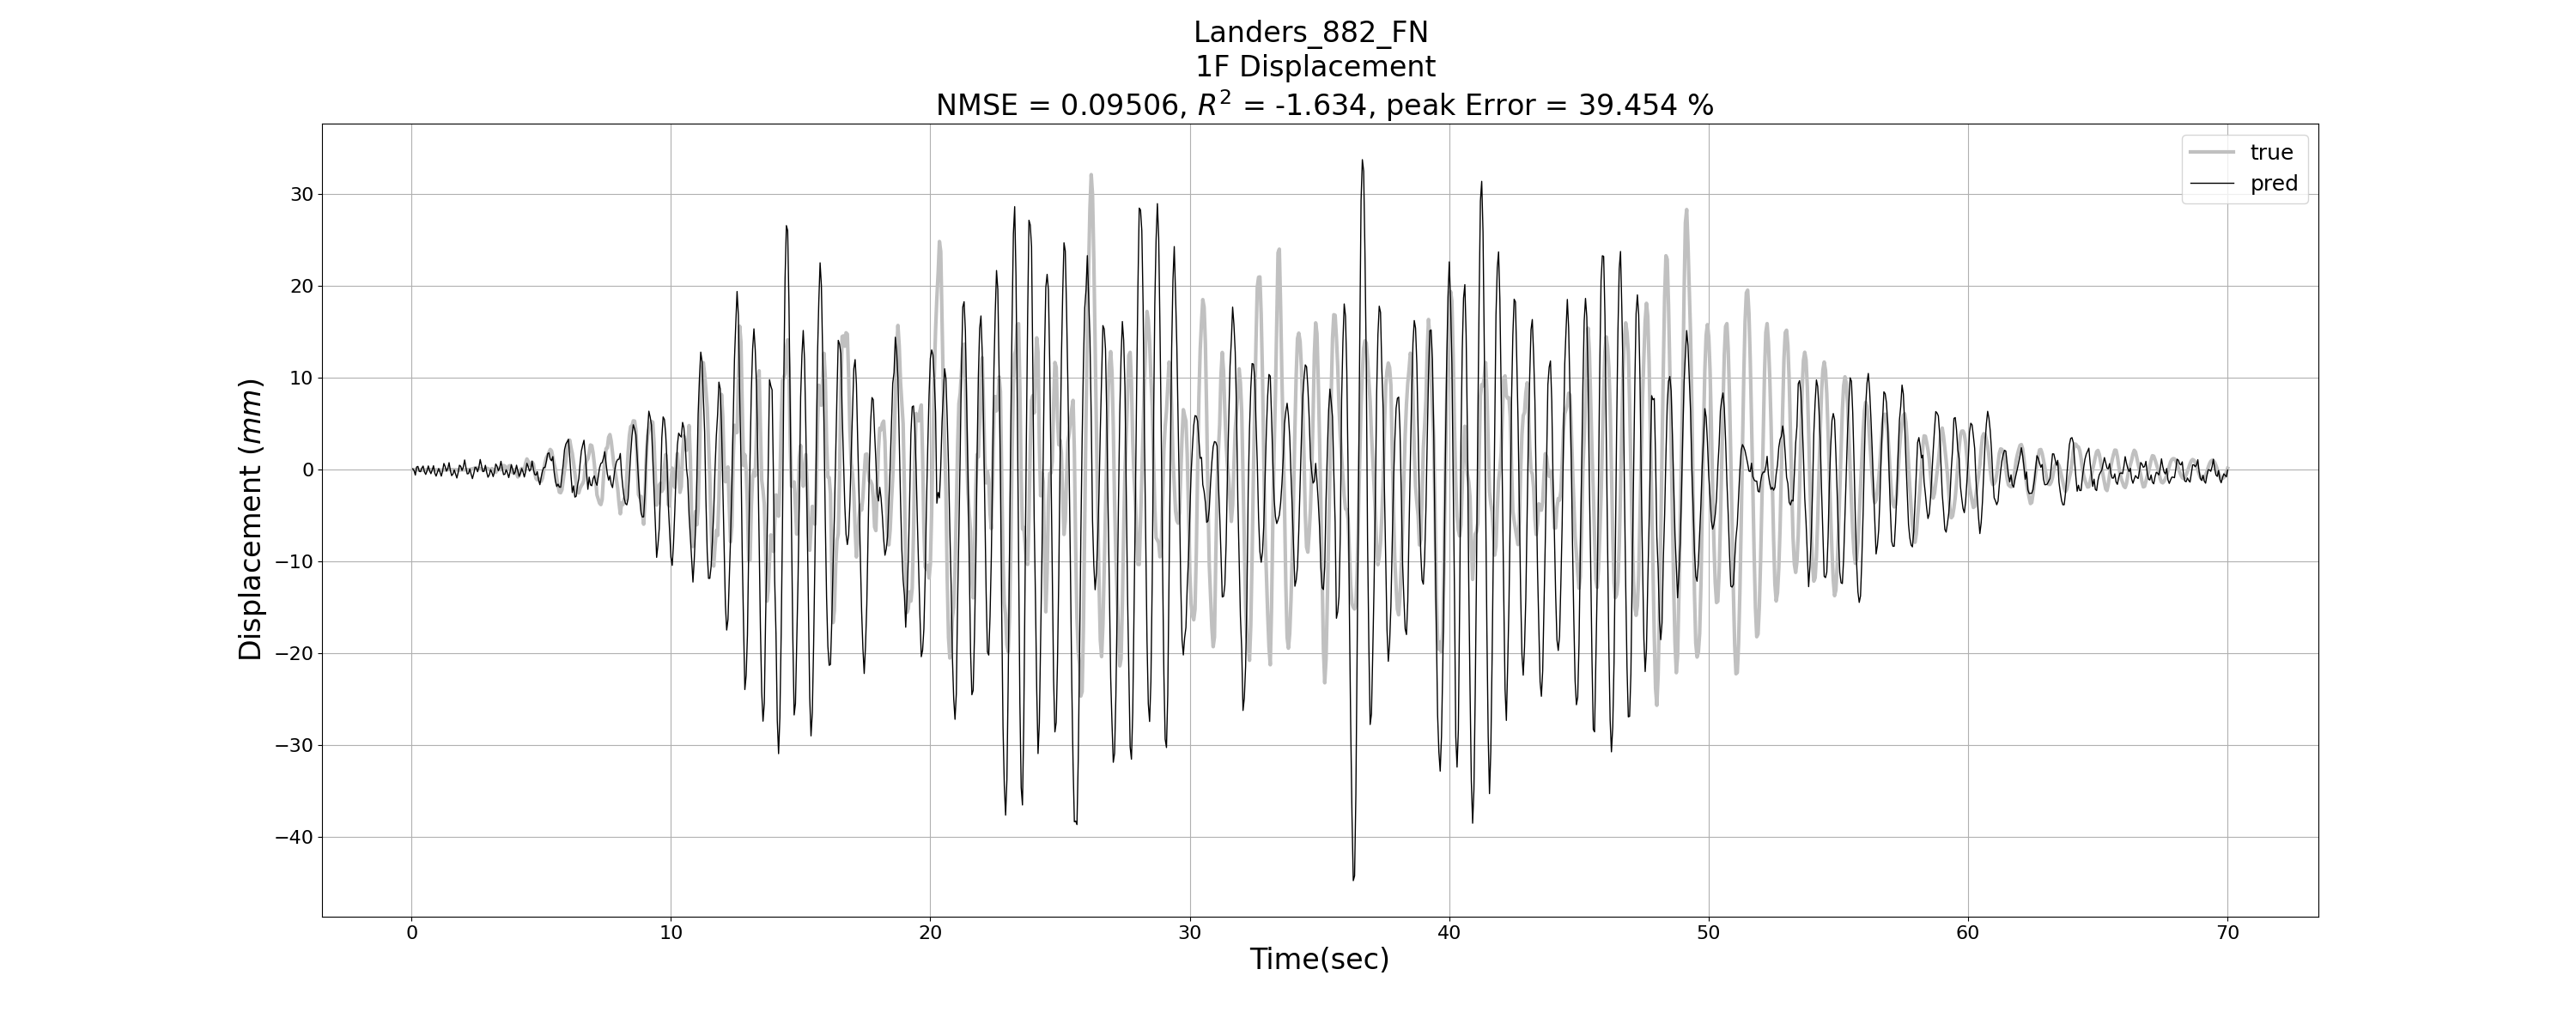 Landers_882_FN
1F Displacement
NMSE = 0.09506, R² = -1.634, peak Error = 39.454 %
true
pred
30
20
10
0
−10
−20
−30
−40
Displacement (mm)
0 10 20 30 40 50 60 70
Time(sec)